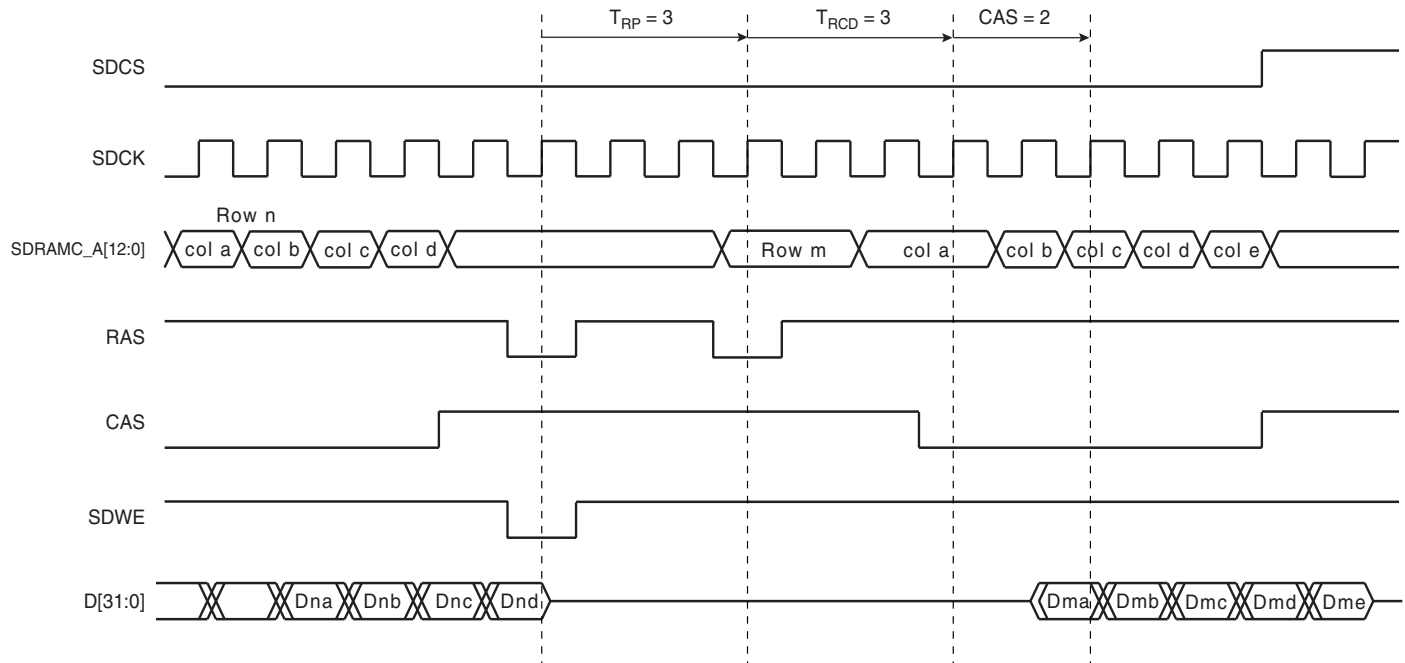 T_RP = 3
T_RCD = 3
CAS = 2
SDCS
SDCK
Row n
SDRAMC_A[12:0]
col a
col b
col c
col d
Row m
col a
col b
col c
col d
col e
RAS
CAS
SDWE
D[31:0]
Dna
Dnb
Dnc
Dnd
Dma
Dmb
Dmc
Dmd
Dme